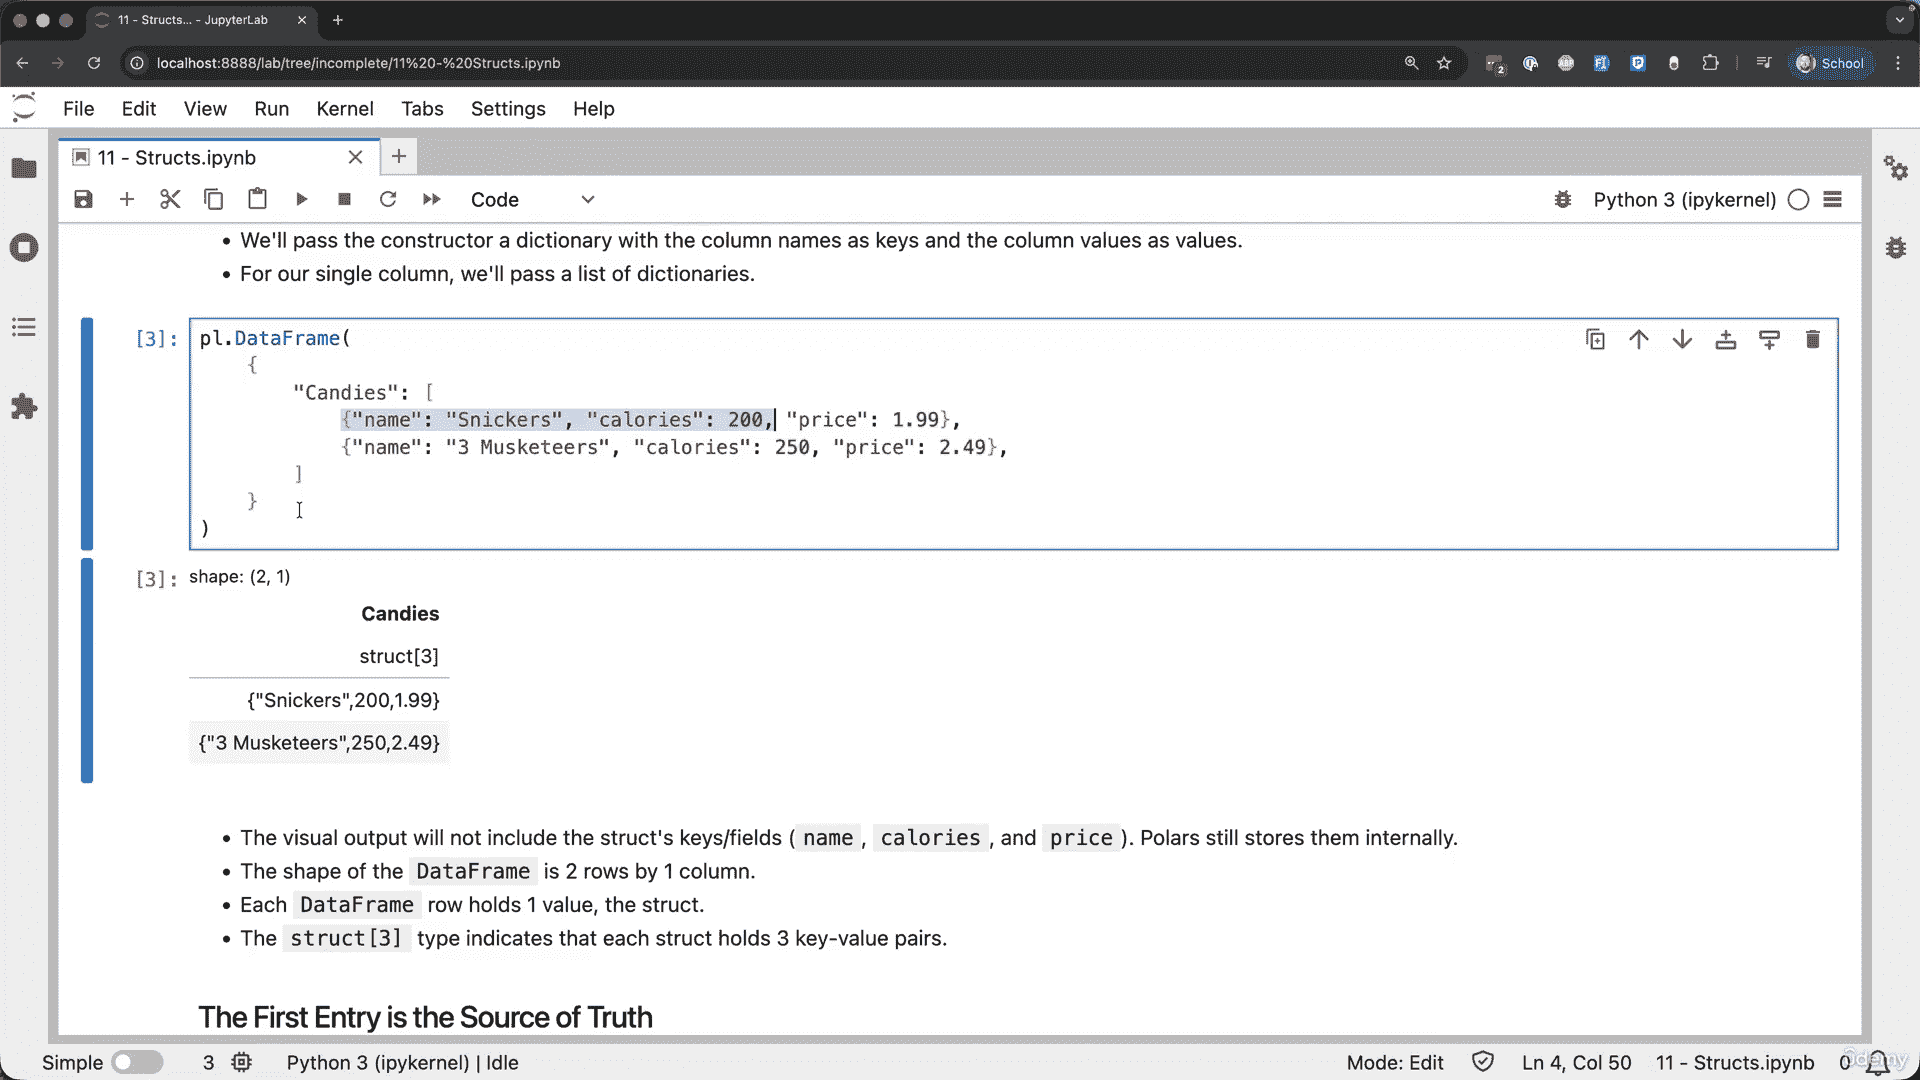 11 - Structs... - JupyterLab
localhost:8888/lab/tree/incomplete/11%20-%20Structs.ipynb
2
School
File Edit View Run Kernel Tabs Settings Help
11 - Structs.ipynb
Code
Python 3 (ipykernel)
• We'll pass the constructor a dictionary with the column names as keys and the column values as values.
• For our single column, we'll pass a list of dictionaries.
[3]: pl.DataFrame(
{
"Candies": [
{"name": "Snickers", "calories": 200, "price": 1.99},
{"name": "3 Musketeers", "calories": 250, "price": 2.49},
]
}
)
[3]: shape: (2, 1)
Candies
struct[3]
{"Snickers",200,1.99}
{"3 Musketeers",250,2.49}
• The visual output will not include the struct's keys/fields ( name , calories , and price ). Polars still stores them internally.
• The shape of the DataFrame is 2 rows by 1 column.
• Each DataFrame row holds 1 value, the struct.
• The struct[3] type indicates that each struct holds 3 key-value pairs.
The First Entry is the Source of Truth
Simple 3 Python 3 (ipykernel) | Idle Mode: Edit Ln 4, Col 50 11 - Structs.ipynb 0
udemy